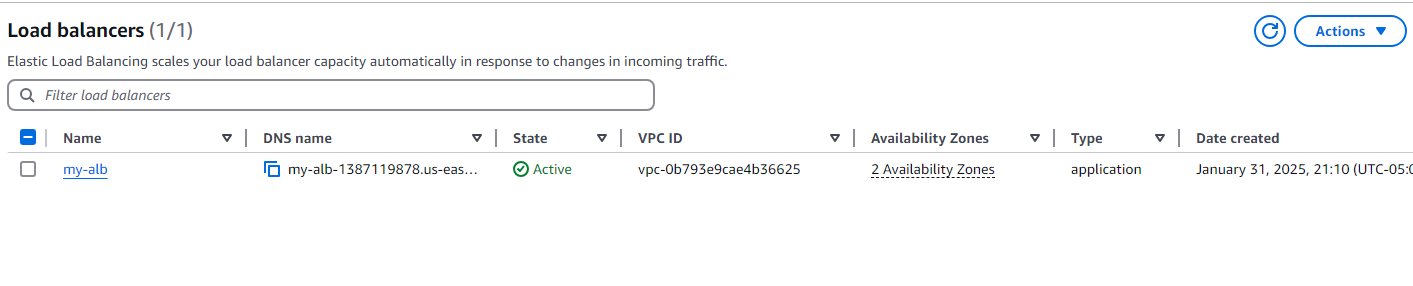 Load balancers (1/1)
Actions
Elastic Load Balancing scales your load balancer capacity automatically in response to changes in incoming traffic.
Filter load balancers
Name DNS name State VPC ID Availability Zones Type Date created
my-alb my-alb-1387119878.us-eas... Active vpc-0b793e9cae4b36625 2 Availability Zones application January 31, 2025, 21:10 (UTC-05:0